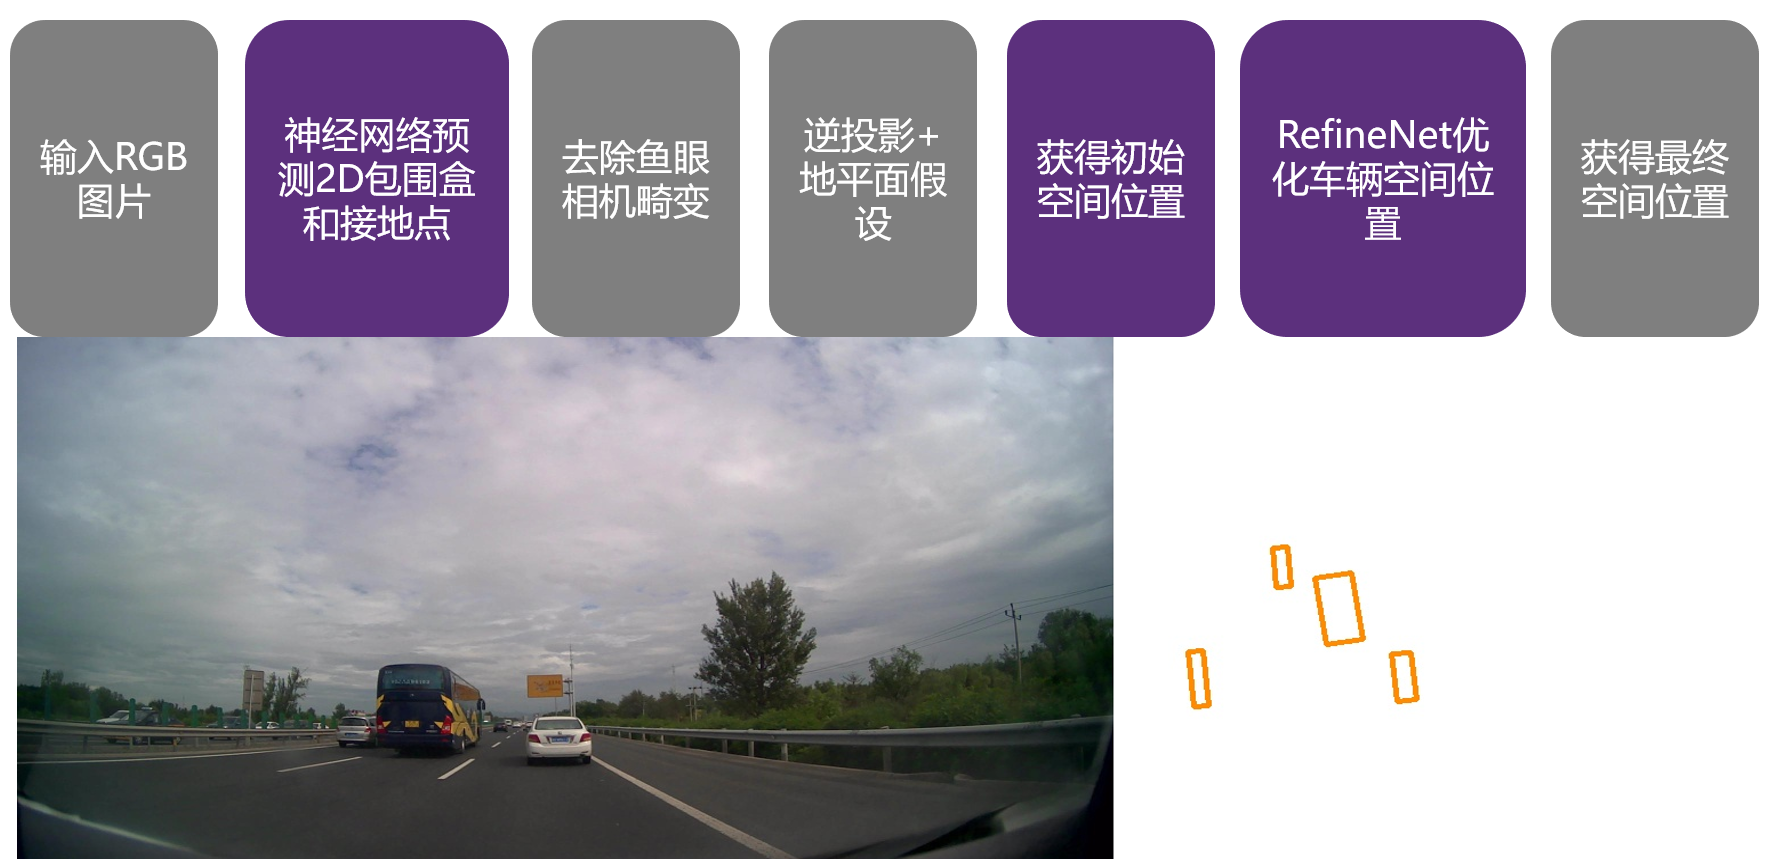 输入RGB
图片
神经网络预
测2D包围盒
和接地点
去除鱼眼
相机畸变
逆投影+
地平面假
设
获得初始
空间位置
RefineNet优
化车辆空间位
置
获得最终
空间位置